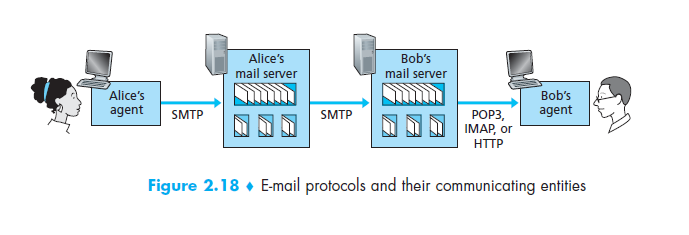 Alice's
agent
SMTP
Alice's
mail server
SMTP
Bob's
mail server
POP3,
IMAP, or
HTTP
Bob's
agent
Figure 2.18 ♦ E-mail protocols and their communicating entities